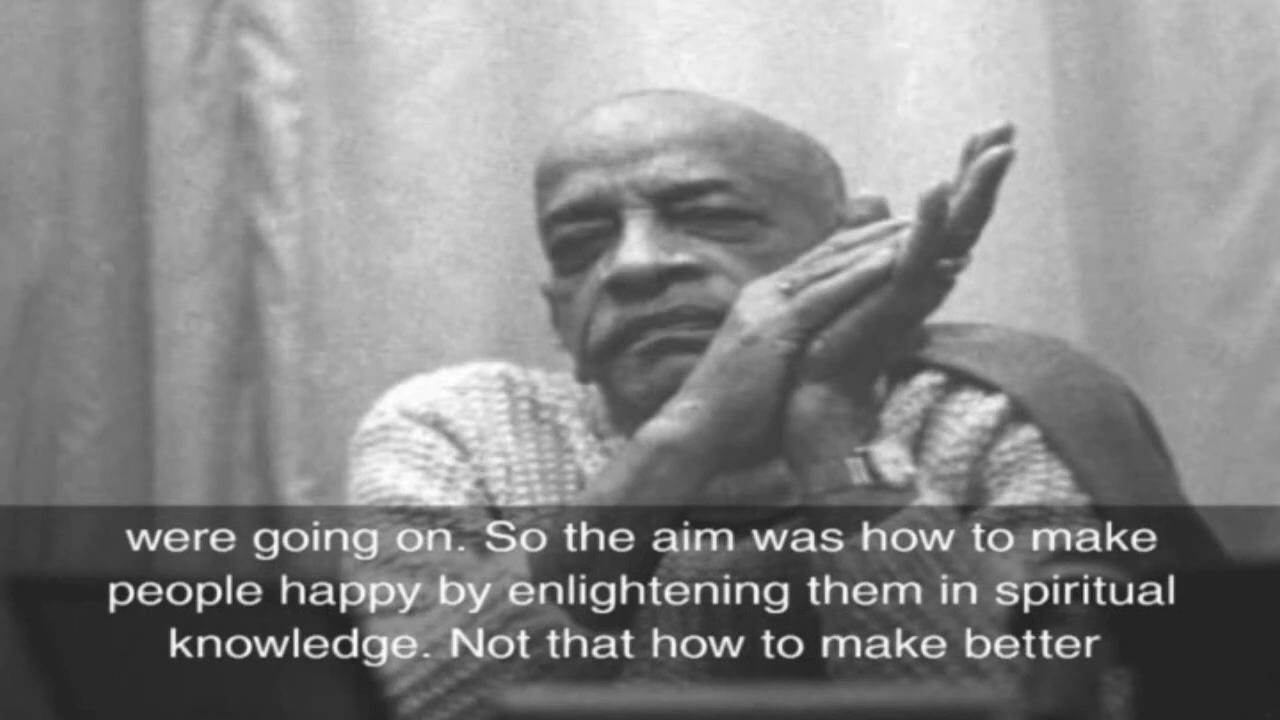 were going on. So the aim was how to make
people happy by enlightening them in spiritual
knowledge. Not that how to make better